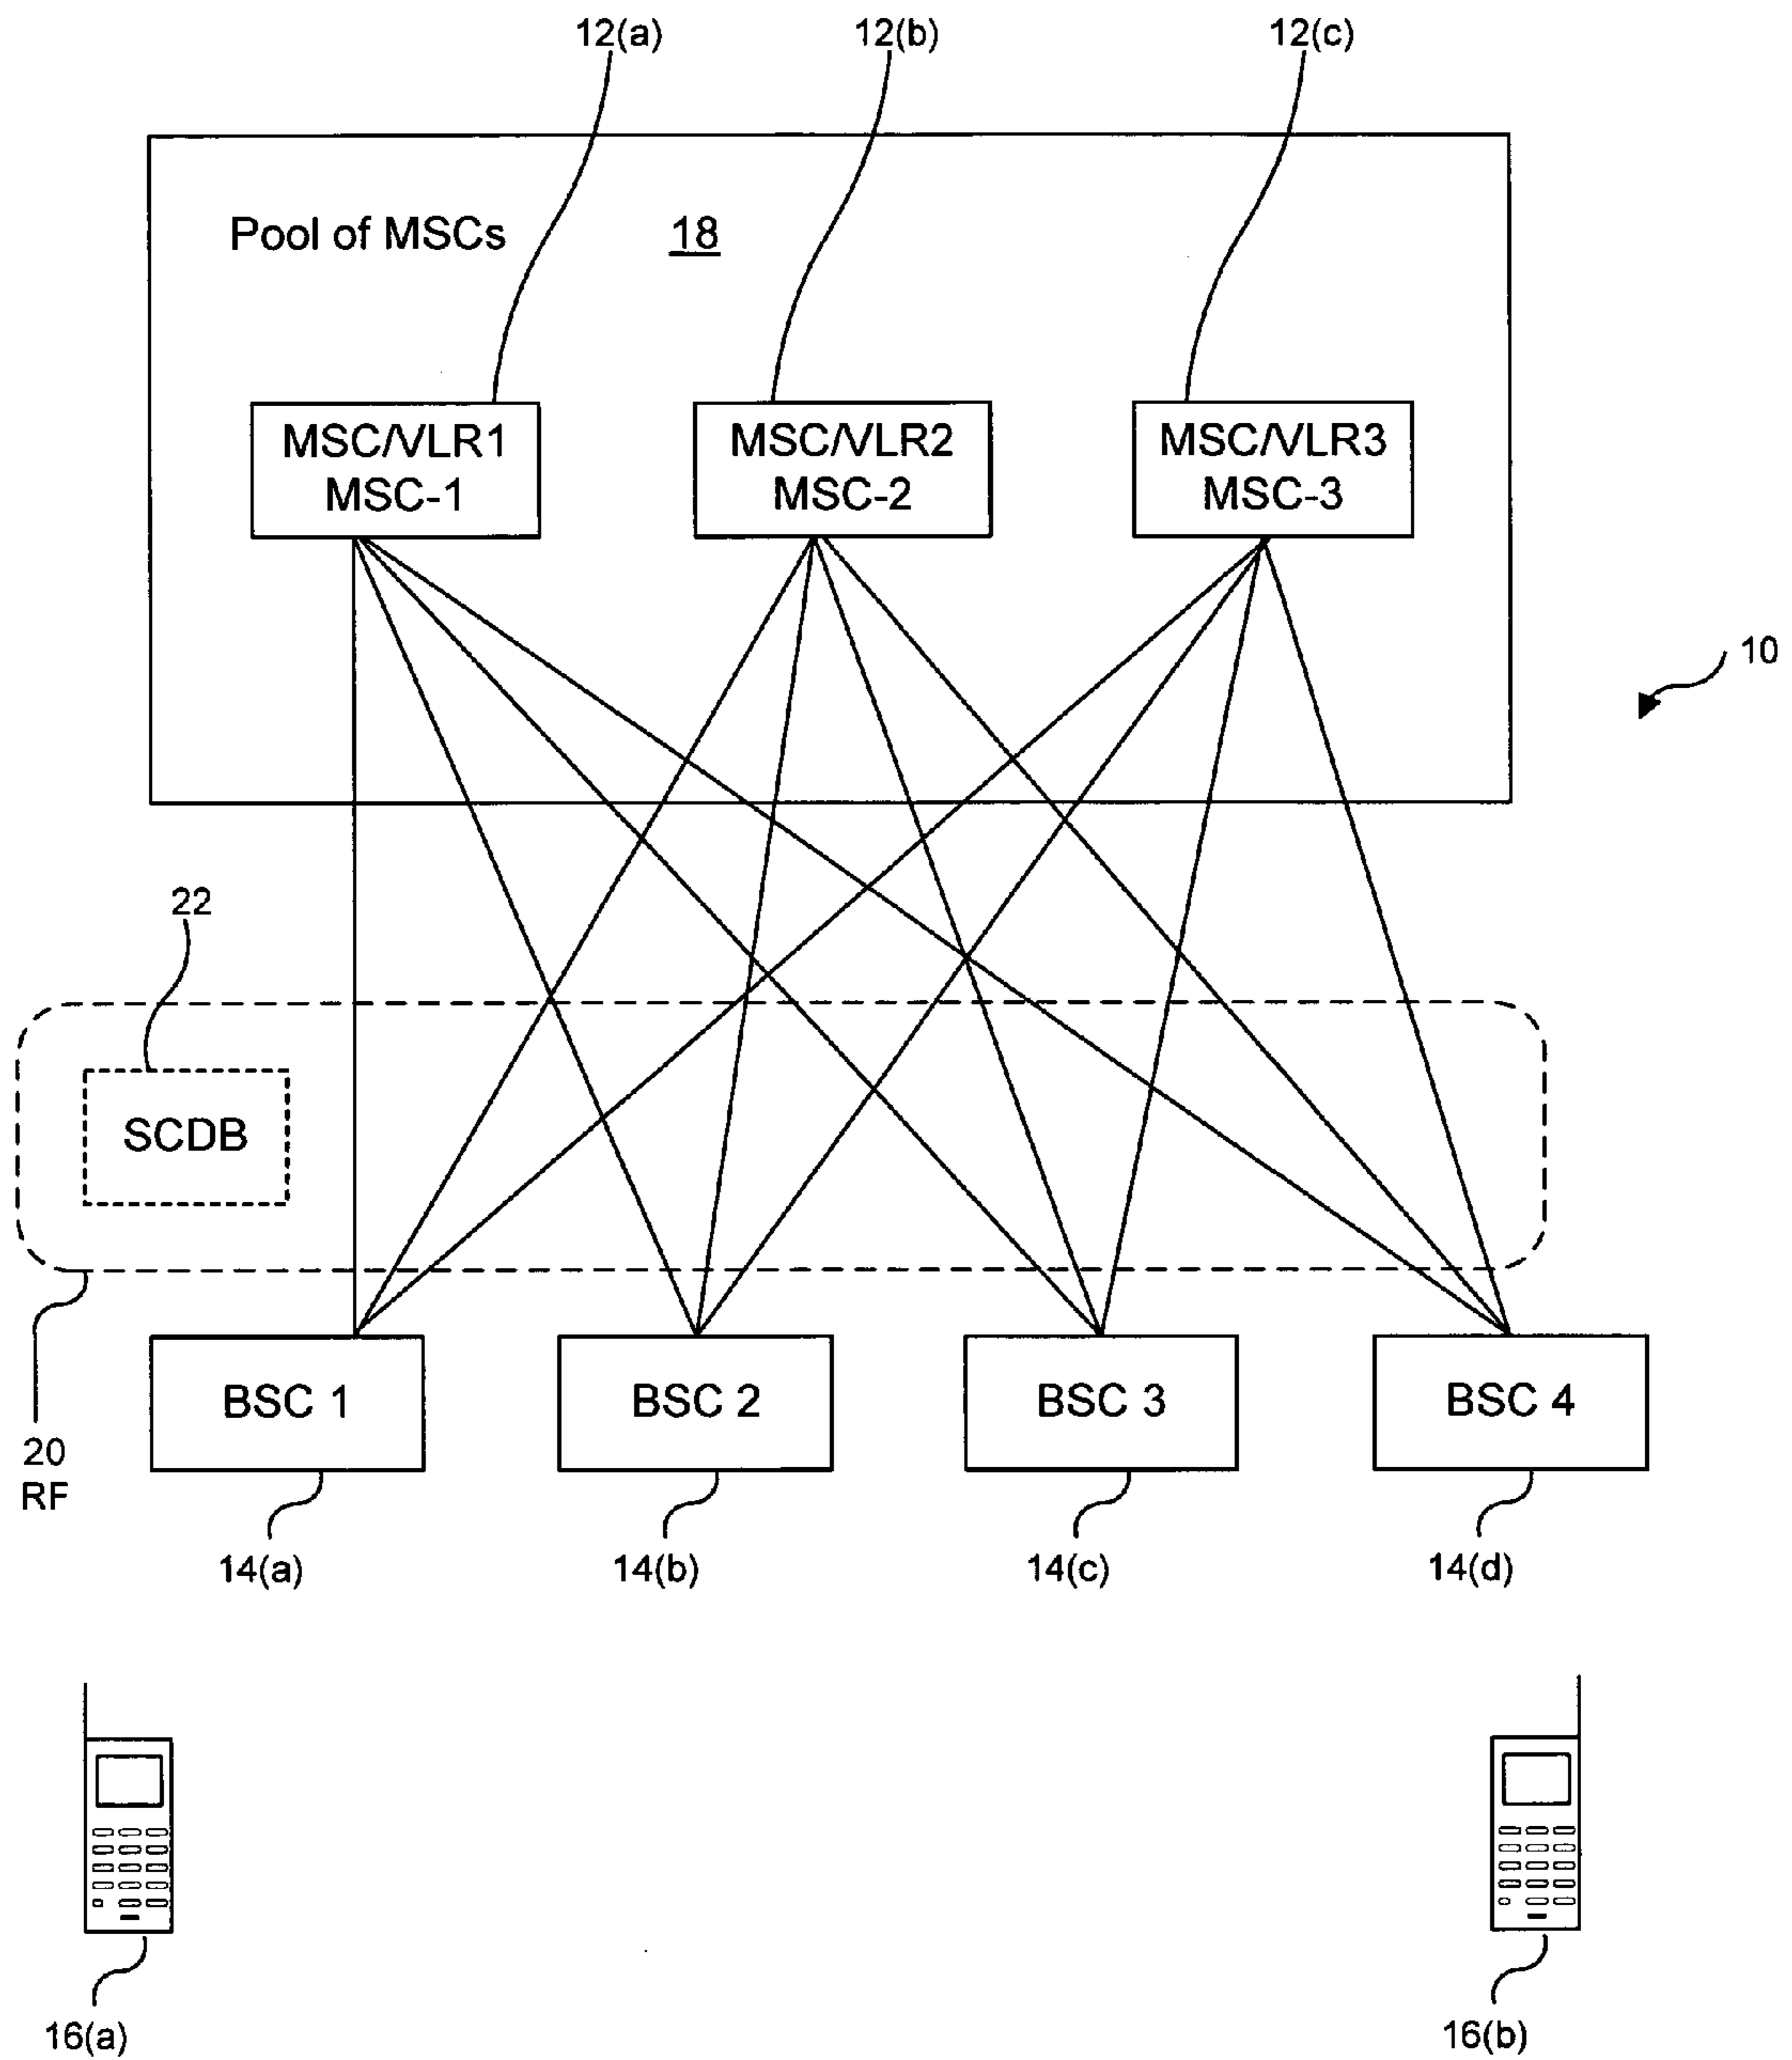 12(a)
12(b)
12(c)
Pool of MSCs
18
MSC/VLR1
MSC-1
MSC/VLR2
MSC-2
MSC/VLR3
MSC-3
10
22
SCDB
20
RF
BSC 1
BSC 2
BSC 3
BSC 4
14(a)
14(b)
14(c)
14(d)
16(a)
16(b)